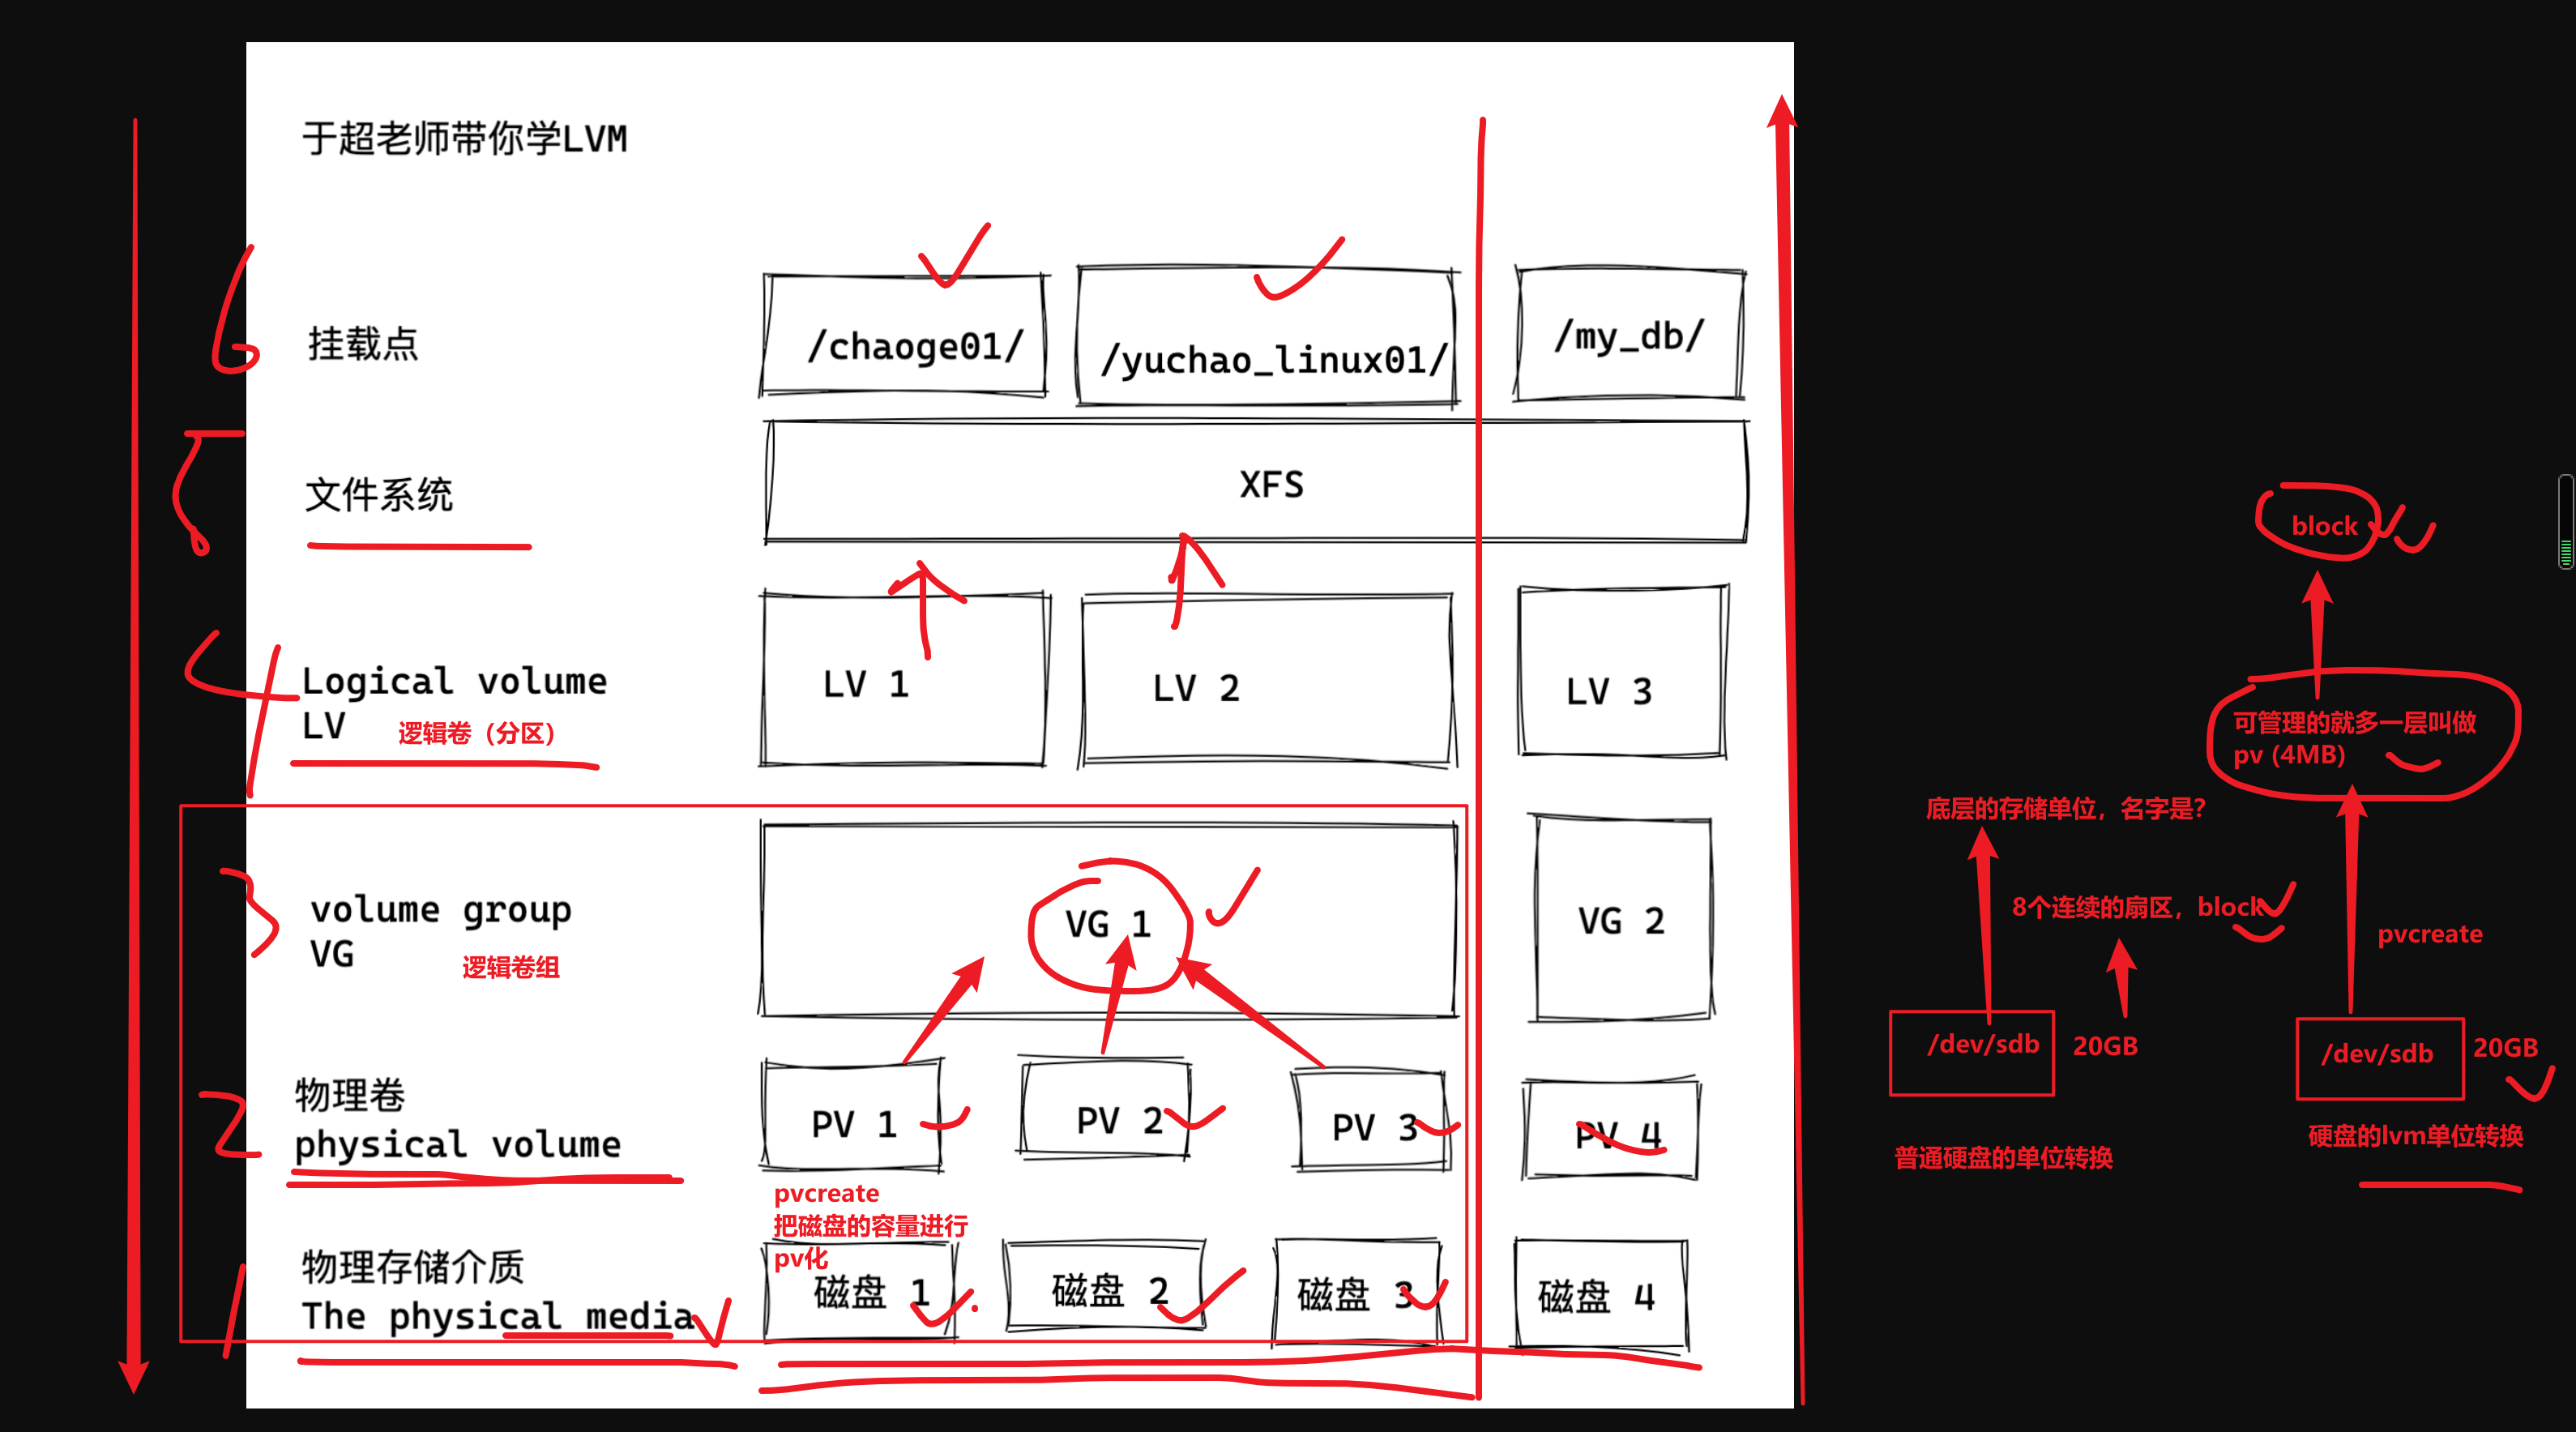 于超老师带你学LVM
挂载点
/chaoge01/
/yuchao_linux01/
/my_db/
文件系统
XFS
Logical volume
LV
逻辑卷（分区）
LV 1
LV 2
LV 3
volume group
VG
逻辑卷组
VG 1
VG 2
物理卷
physical volume
PV 1
PV 2
PV 3
PV 4
pvcreate
把磁盘的容量进行
pv化
物理存储介质
The physical media
磁盘 1
磁盘 2
磁盘 3
磁盘 4
6
5
4
3
2
1
底层的存储单位，名字是?
8个连续的扇区，block
/dev/sdb
20GB
普通硬盘的单位转换
block
可管理的就多一层叫做
pv (4MB)
pvcreate
/dev/sdb
20GB
硬盘的lvm单位转换